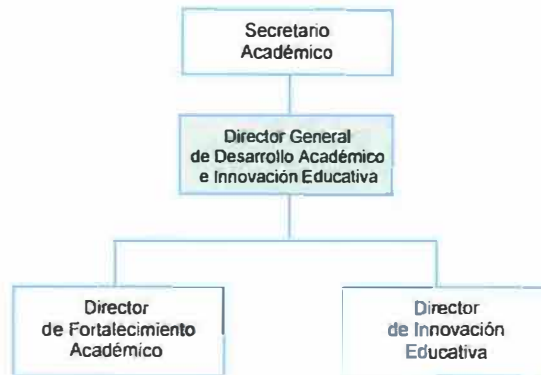 Secretario
Académico
Director General
de Desarrollo Académico
e Innovación Educativa
Director
de Fortalecimiento
Académico
Director
de Innovación
Educativa